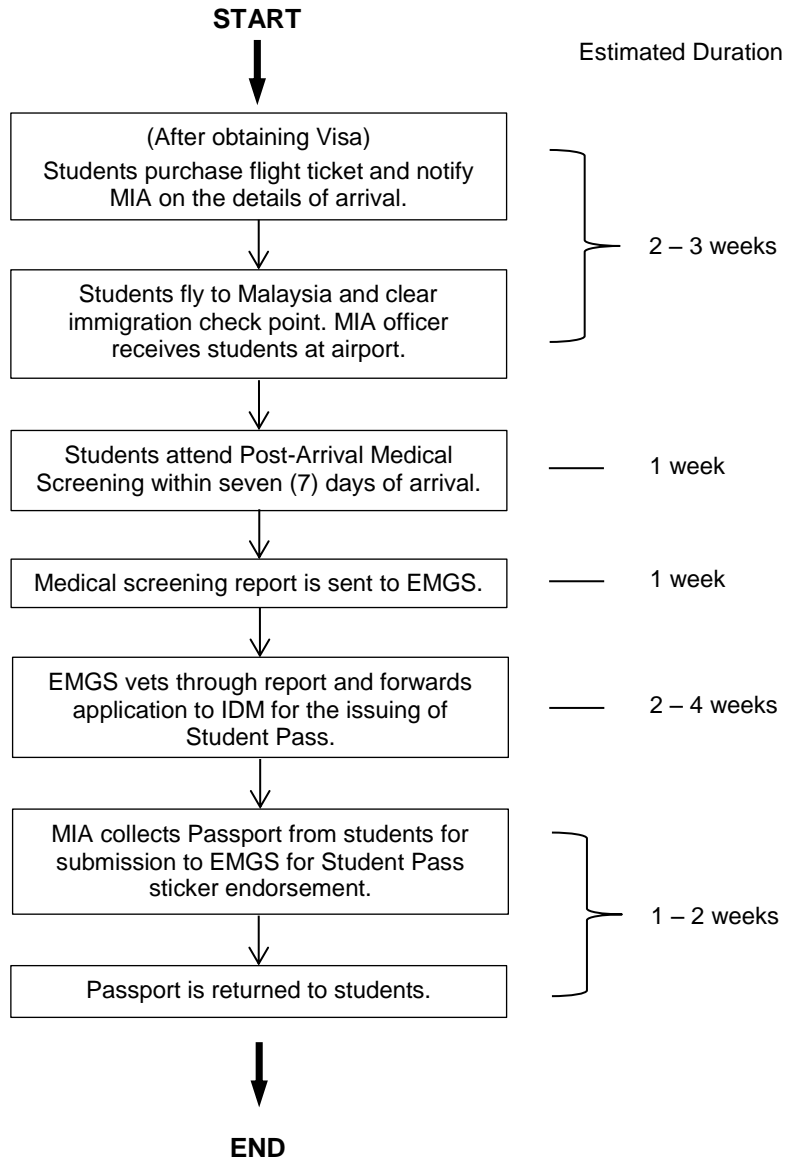 START
Estimated Duration
(After obtaining Visa)
Students purchase flight ticket and notify
MIA on the details of arrival.
2 – 3 weeks
Students fly to Malaysia and clear
immigration check point. MIA officer
receives students at airport.
Students attend Post-Arrival Medical
Screening within seven (7) days of arrival.
1 week
Medical screening report is sent to EMGS.
1 week
EMGS vets through report and forwards
application to IDM for the issuing of
Student Pass.
2 – 4 weeks
MIA collects Passport from students for
submission to EMGS for Student Pass
sticker endorsement.
1 – 2 weeks
Passport is returned to students.
END